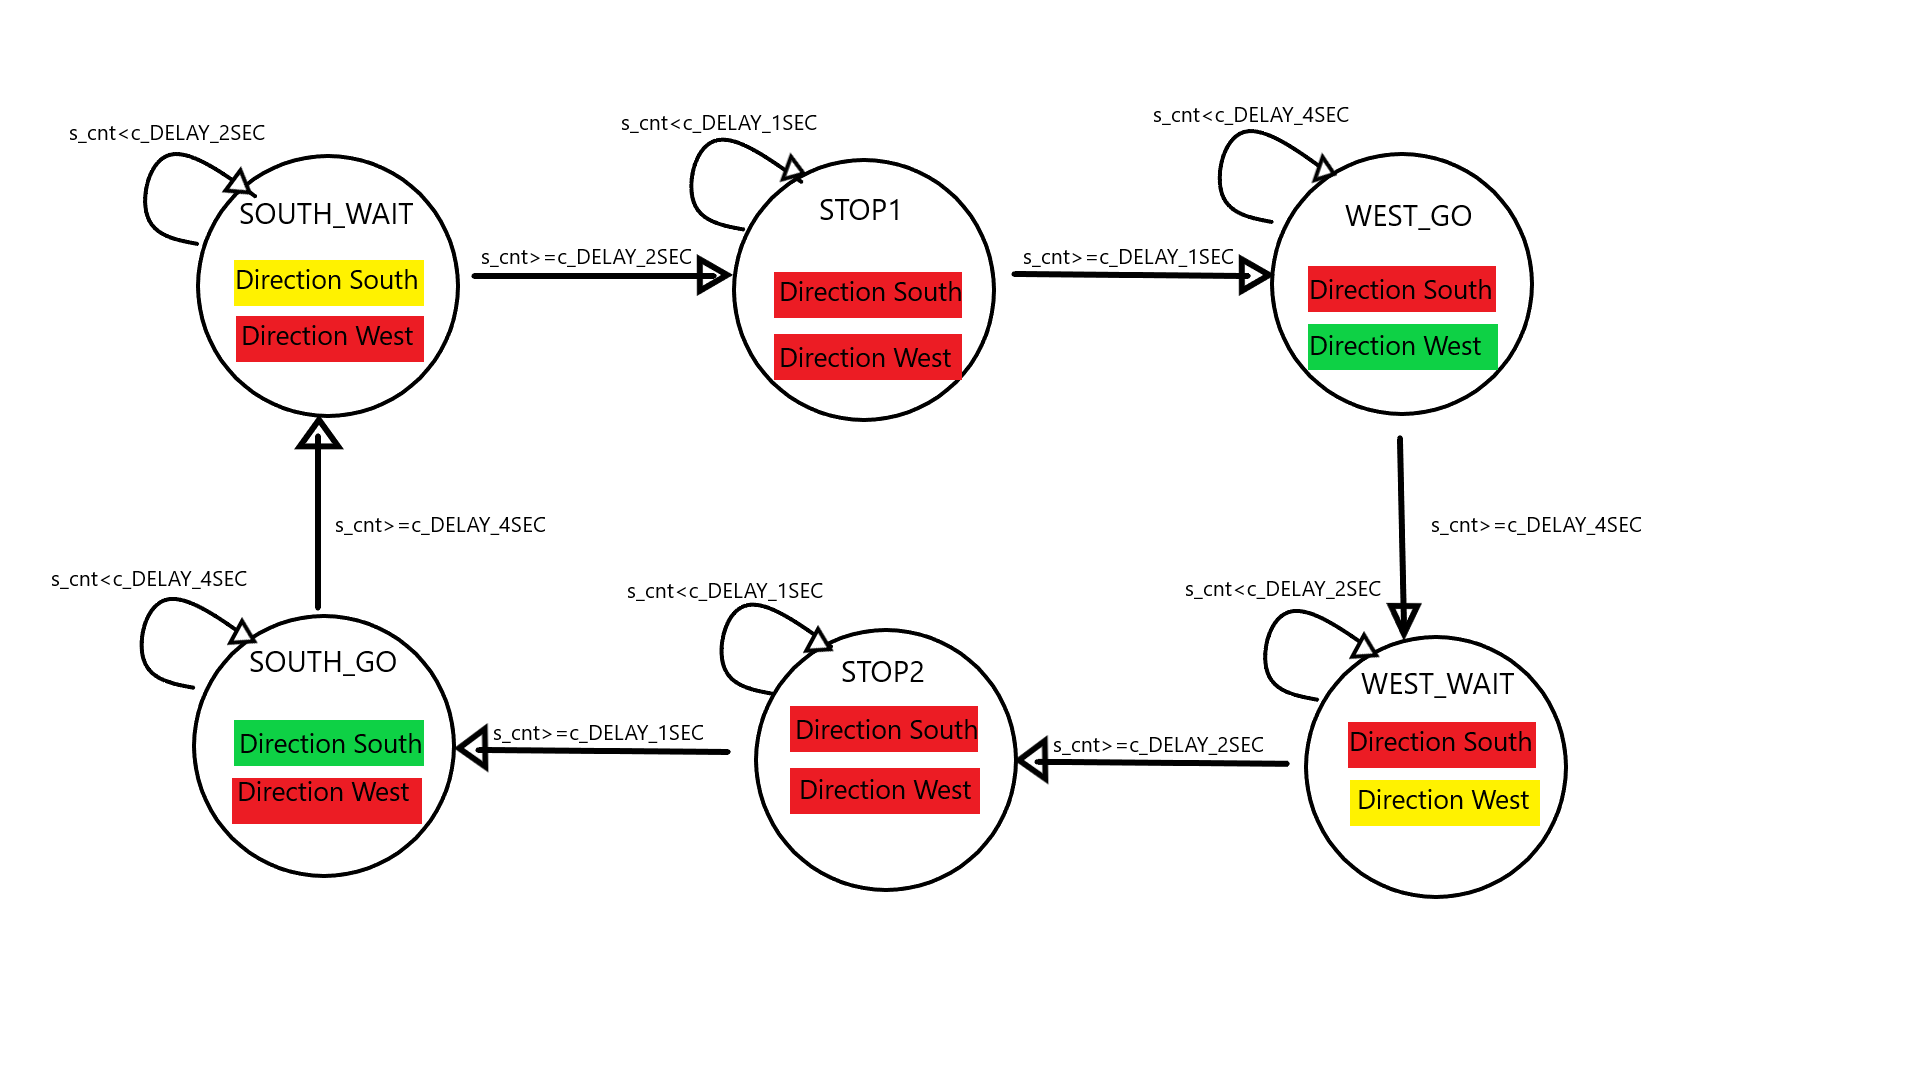 s_cnt<c_DELAY_2SEC
s_cnt<c_DELAY_1SEC
s_cnt<c_DELAY_4SEC
SOUTH_WAIT
Direction South
Direction West
s_cnt>=c_DELAY_2SEC
STOP1
Direction South
Direction West
s_cnt>=c_DELAY_1SEC
WEST_GO
Direction South
Direction West
s_cnt>=c_DELAY_4SEC
s_cnt>=c_DELAY_4SEC
s_cnt<c_DELAY_4SEC
s_cnt<c_DELAY_1SEC
s_cnt<c_DELAY_2SEC
SOUTH_GO
Direction South
Direction West
s_cnt>=c_DELAY_1SEC
STOP2
Direction South
Direction West
s_cnt>=c_DELAY_2SEC
WEST_WAIT
Direction South
Direction West